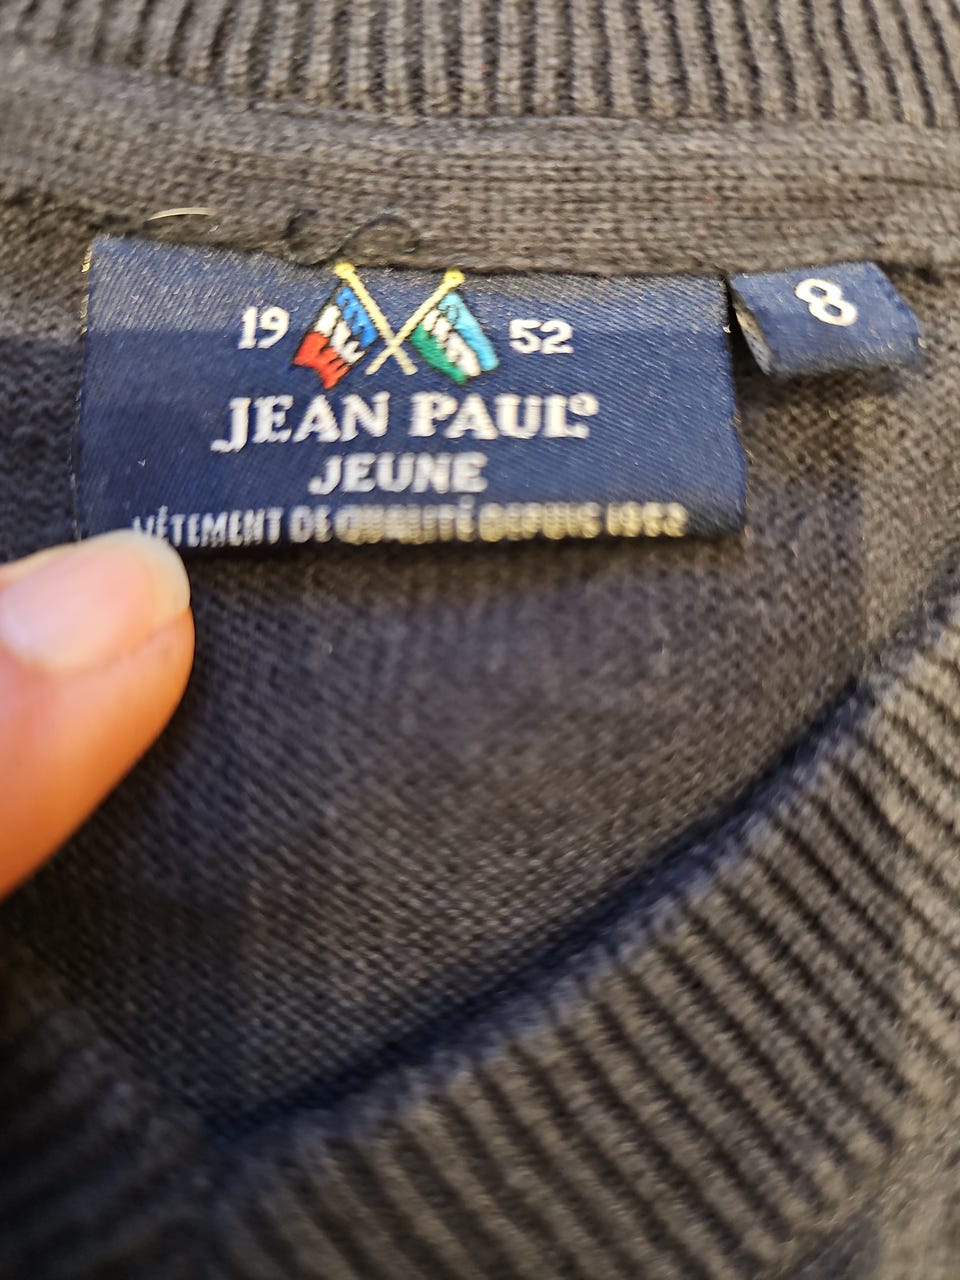 19 52
8
JEAN PAUL®
JEUNE
VÊTEMENT DE QUALITÉ DEPUIS 1952